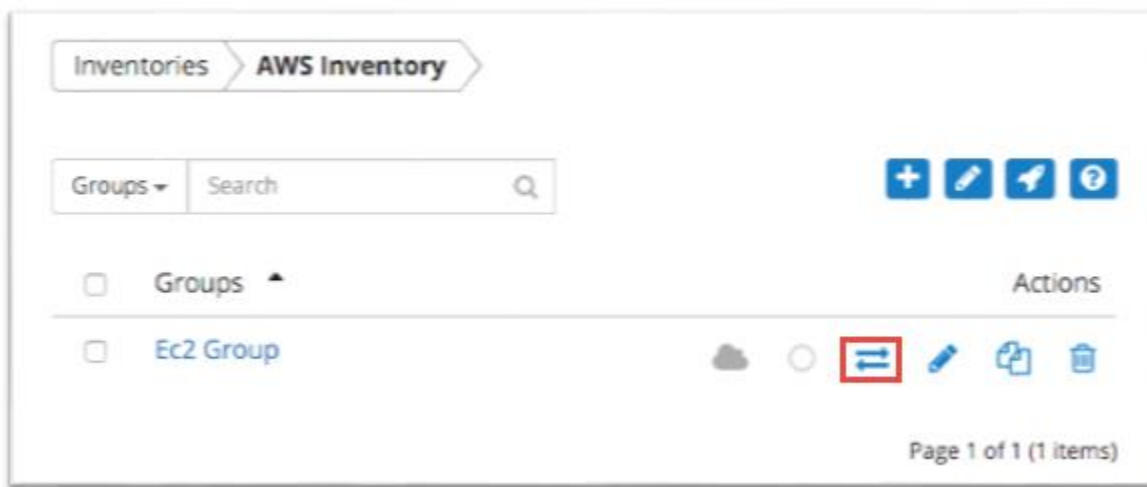 Inventories AWS Inventory
Groups Search
Groups Actions
Ec2 Group
Page 1 of 1 (1 items)